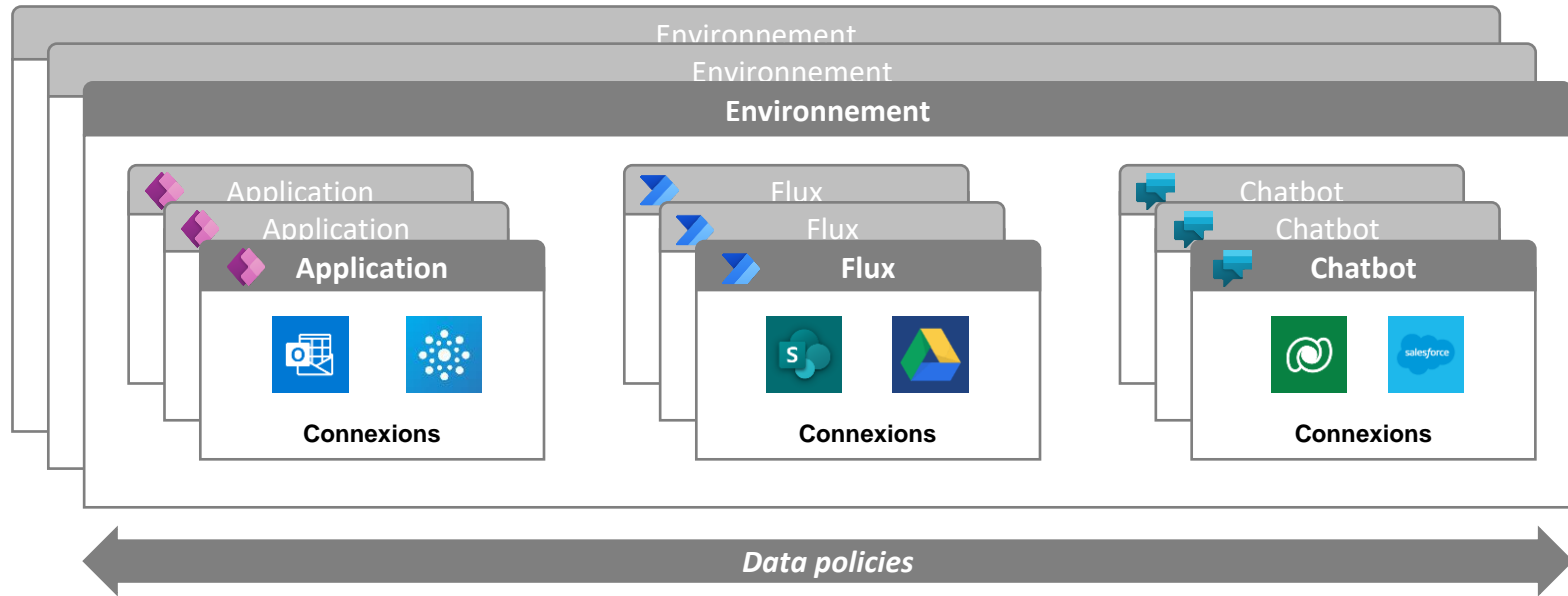 Environnement
Environnement
Environnement
Application
Flux
Chatbot
Application
Flux
Chatbot
Application
Flux
Chatbot
O
S
salesforce
Connexions
Connexions
Connexions
Data policies